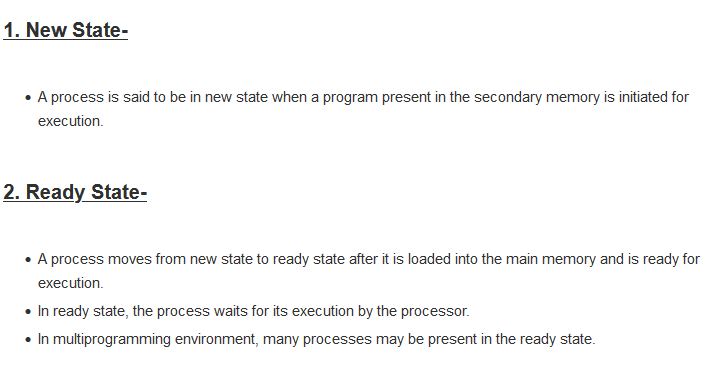 1. New State-
• A process is said to be in new state when a program present in the secondary memory is initiated for
execution.
2. Ready State-
• A process moves from new state to ready state after it is loaded into the main memory and is ready for
execution.
• In ready state, the process waits for its execution by the processor.
• In multiprogramming environment, many processes may be present in the ready state.